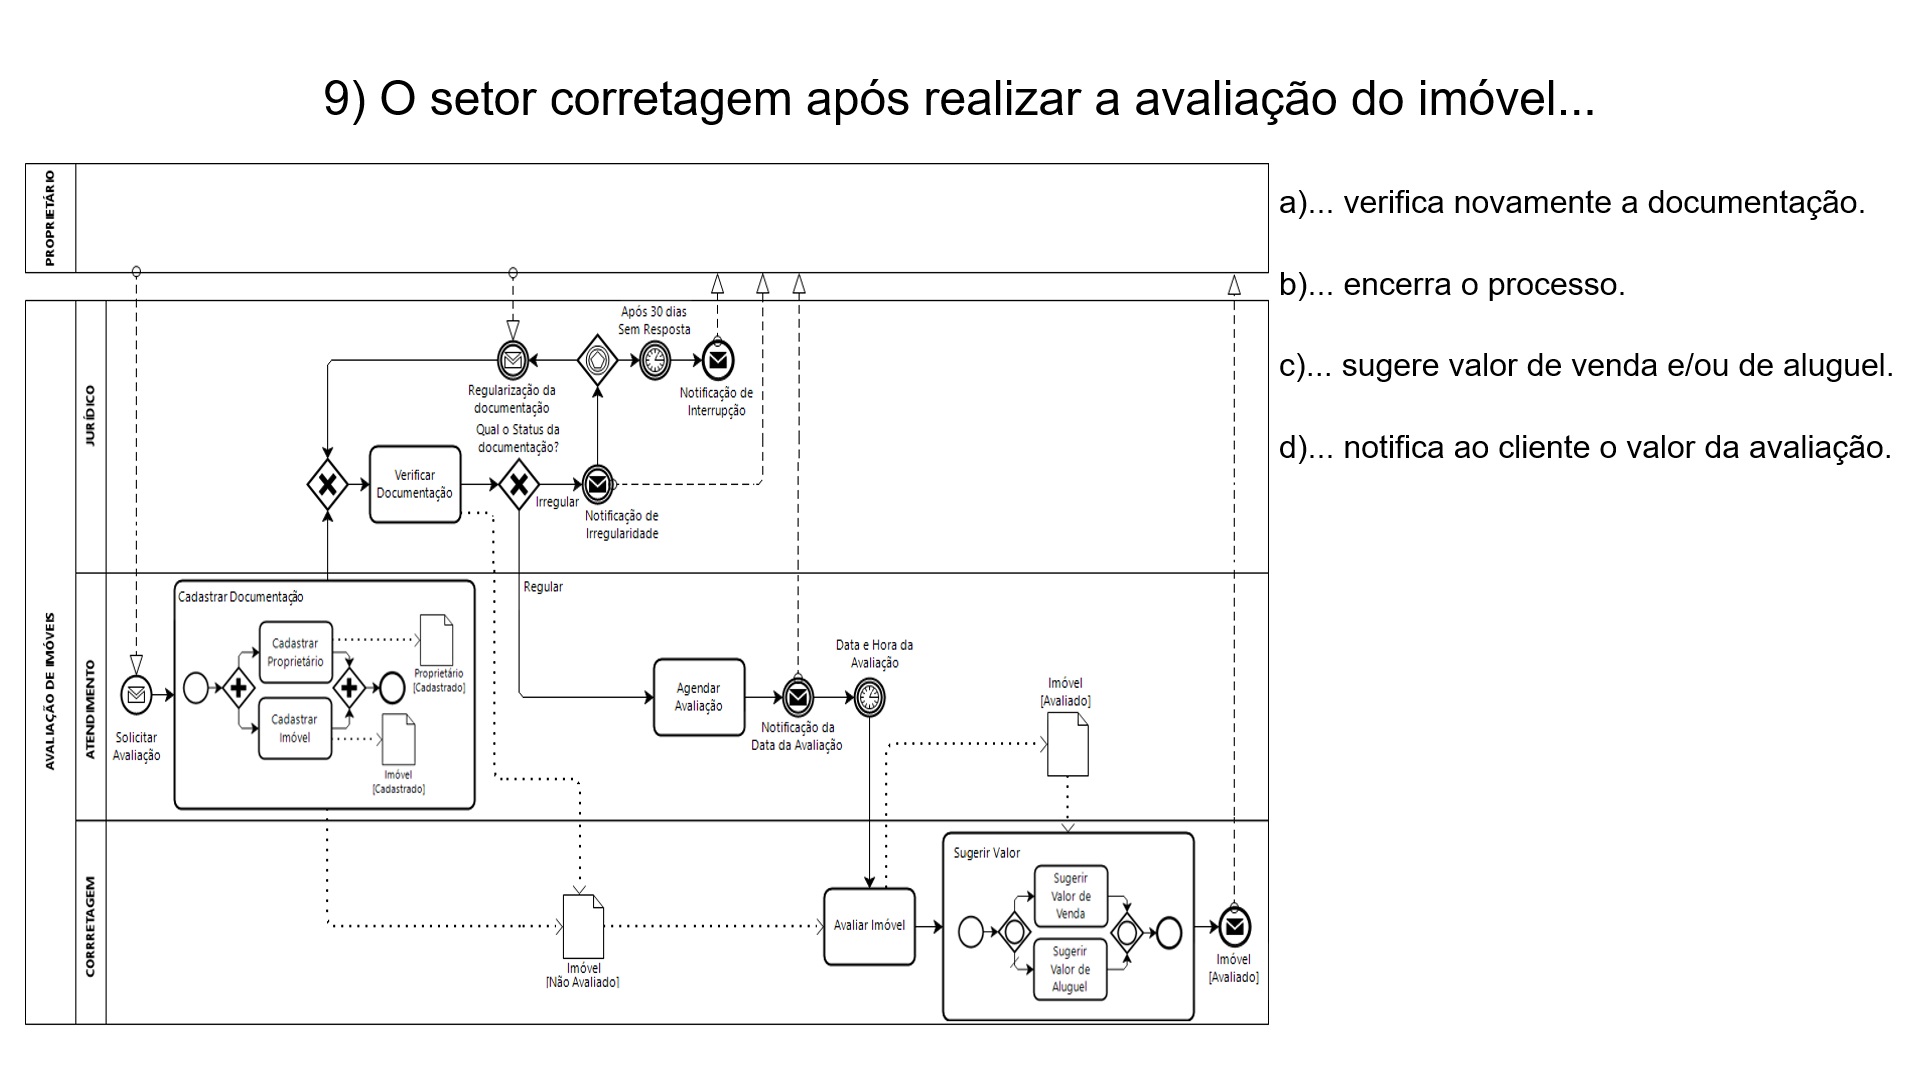 9) O setor corretagem após realizar a avaliação do imóvel...
a)... verifica novamente a documentação.
b)... encerra o processo.
c)... sugere valor de venda e/ou de aluguel.
d)... notifica ao cliente o valor da avaliação.
PROPRIETÁRIO
AVALIAÇÃO DE IMÓVEIS
JURÍDICO
Após 30 dias
Sem Resposta
Regularização da
documentação
Notificação de
Interrupção
Qual o Status da
documentação?
Verificar
Documentação
Irregular
Notificação de
Irregularidade
Regular
ATENDIMENTO
Solicitar
Avaliação
Cadastrar Documentação
Cadastrar
Proprietário
Proprietário
[Cadastrado]
Cadastrar
Imóvel
Imóvel
[Cadastrado]
Agendar
Avaliação
Notificação da
Data da Avaliação
Data e Hora da
Avaliação
Imóvel
[Avaliado]
CORRETAGEM
Imóvel
[Não Avaliado]
Avaliar Imóvel
Sugerir Valor
Sugerir
Valor de
Venda
Sugerir
Valor de
Aluguel
Imóvel
[Avaliado]